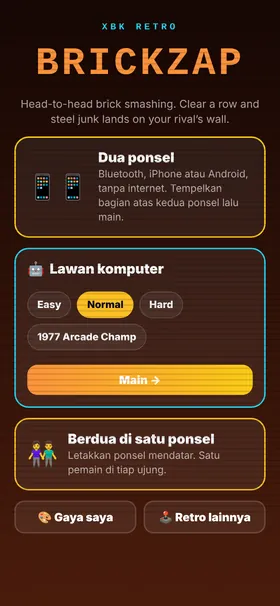 XBK RETRO
BRICKZAP
Head-to-head brick smashing. Clear a row and
steel junk lands on your rival's wall.
Dua ponsel
Bluetooth, iPhone atau Android,
tanpa internet. Tempelkan
bagian atas kedua ponsel lalu
main.
Lawan komputer
Easy
Normal
Hard
1977 Arcade Champ
Main →
Berdua di satu ponsel
Letakkan ponsel mendatar. Satu
pemain di tiap ujung.
Gaya saya
Retro lainnya